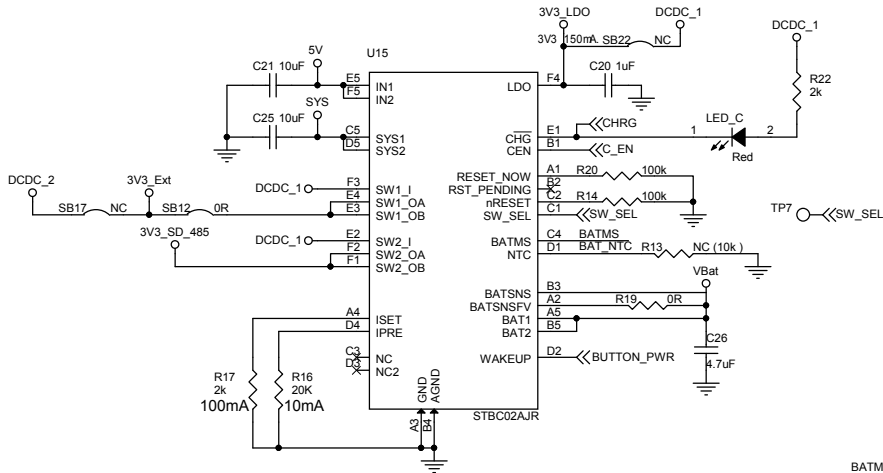 3V3_LDO
DCDC_1
DCDC_1
3V3 150mA. SB22 NC
U15
5V
C21 10uF
E5 IN1
F5 IN2
LDO F4
C20 1uF
R22
2k
SYS
C25 10uF
C5 SYS1
D5 SYS2
CHG E1
CHRG
1 LED_C 2
Red
CEN B1
C_EN
RESET_NOW A1 R20 100k
RST_PENDING B2
nRESET C2 R14 100k
SW_SEL C1 SW_SEL
TP7 SW_SEL
DCDC_2
3V3_Ext
DCDC_1 F3 SW1_I
E4 SW1_OA
SB17 NC SB12 0R E3 SW1_OB
3V3_SD_485
DCDC_1 E2 SW2_I
F2 SW2_OA
F1 SW2_OB
BATMS C4 BATMS
NTC D1 BAT_NTC R13 NC (10k )
VBat
BATSNS B3
BATSNSFV A2 R19 0R
BAT1 A5
BAT2 B5
C26
4.7uF
A4 ISET
D4 IPRE
C3 NC
D3 NC2
WAKEUP D2 BUTTON_PWR
R17
2k
100mA
R16
20K
10mA
GND
AGND
A3
B4
STBC02AJR
BATM